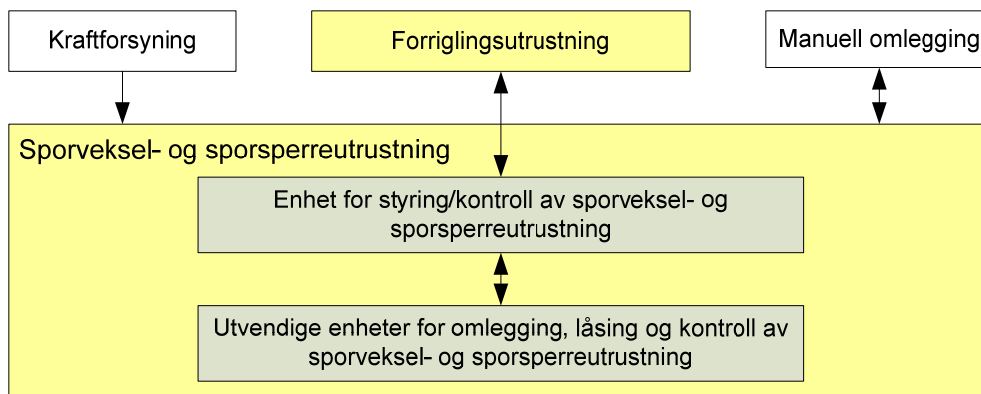 Kraftforsyning
Forriglingsutrustning
Manuell omlegging
Sporveksel- og sporsperreutrustning
Enhet for styring/kontroll av sporveksel- og
sporsperreutrustning
Utvendige enheter for omlegging, låsing og kontroll av
sporveksel- og sporsperreutrustning